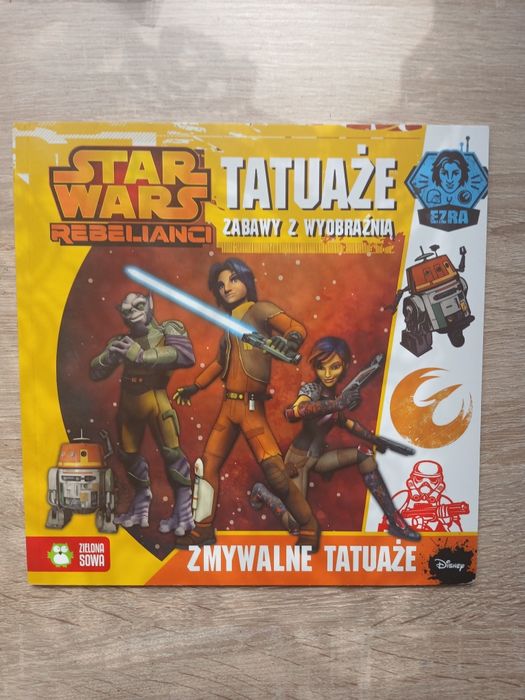 STAR
WARS
REBELIANCI
TATUAŻE
ZABAWY Z WYOBRAŹNIĄ
EZRA
ZIELONA
SOWA
ZMYWALNE TATUAŻE
Disney